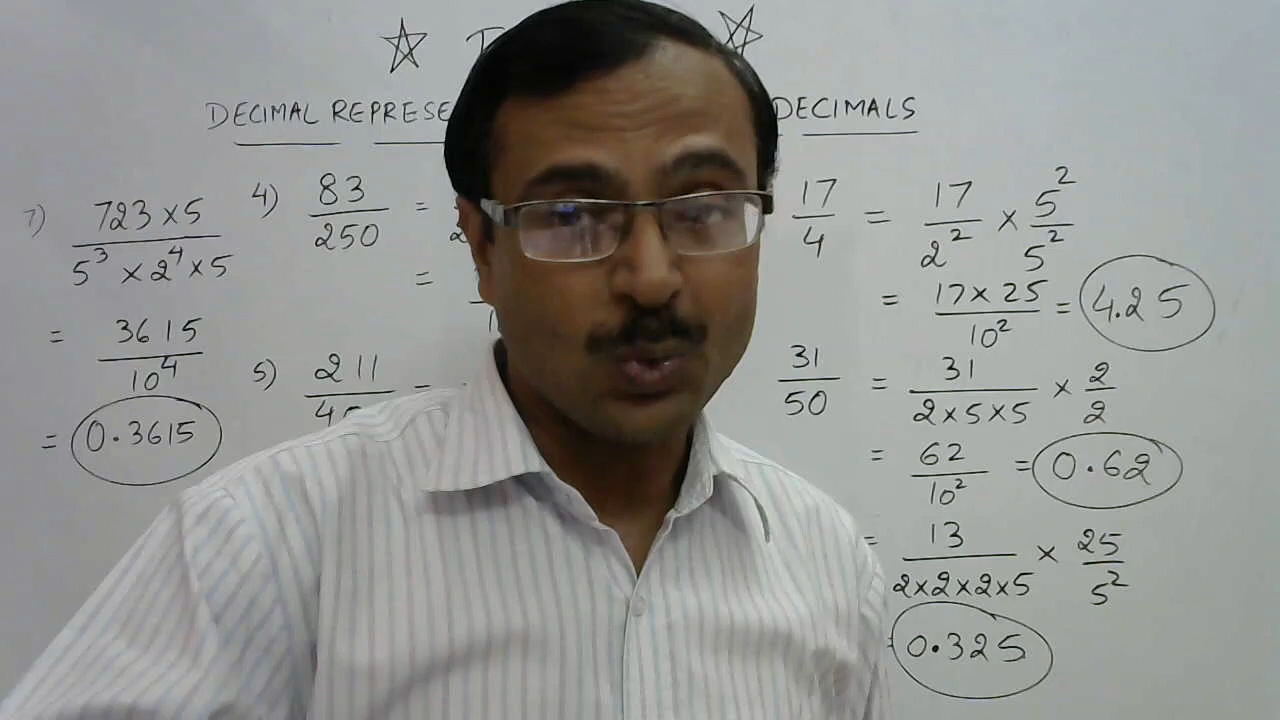 DECIMAL DECIMALS
7) 723 × 5 / 5³ × 2⁴ × 5
= 3615 / 10⁴
= 0.3615
4) 83 / 250 =
=
5) 211 / =
17 / 4 = 17 / 2² × 5² / 5²
= 17 × 25 / 10² = 4.25
31 / 50 = 31 / 2 × 5 × 5 × 2 / 2
= 62 / 10² = 0.62
= 13 / 2 × 2 × 2 × 5 × 25 / 5²
= 0.325